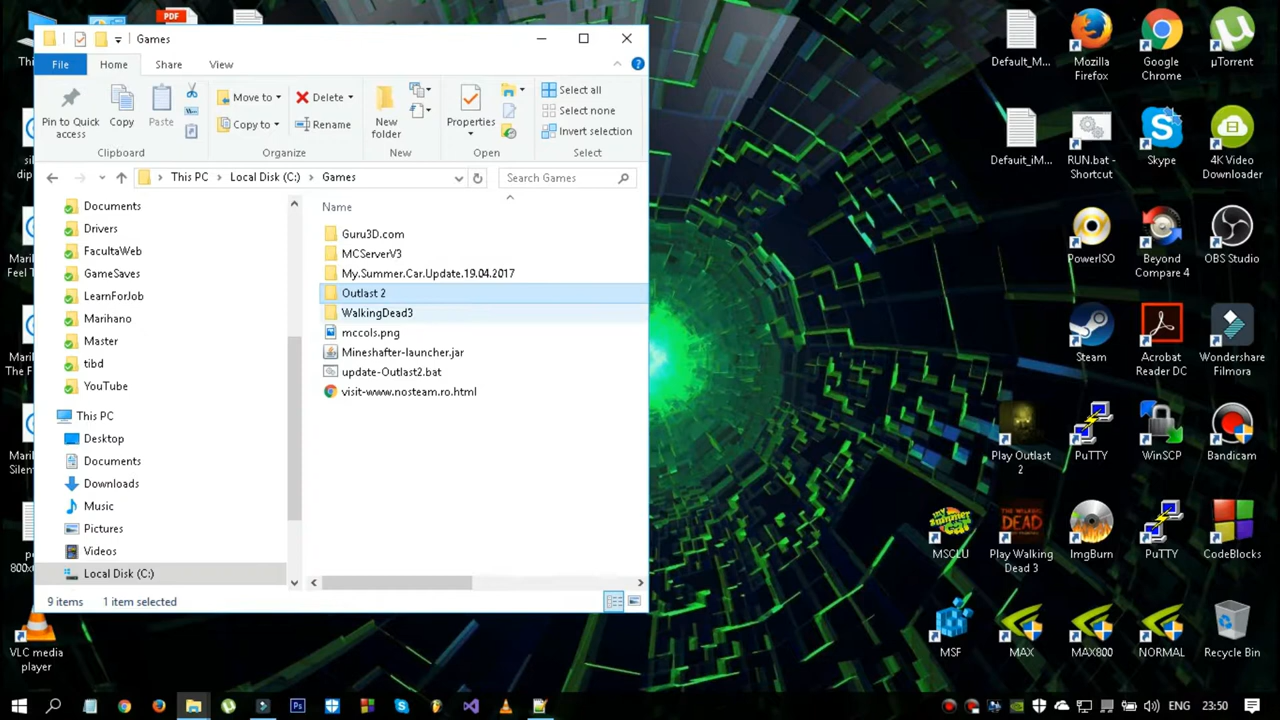 PDF
Games
File
Home
Share
View
Pin to Quick
access
Copy
Paste
Move to
Copy to
Delete
Rename
New
folder
Properties
Select all
Select none
Invert selection
Clipboard
Organize
New
Open
Select
This PC
Local Disk (C:)
Games
Search Games
Documents
Drivers
FacultaWeb
GameSaves
LearnForJob
Marihano
Master
tibd
YouTube
This PC
Desktop
Documents
Downloads
Music
Pictures
Videos
Local Disk (C:)
Name
Guru3D.com
MCServerV3
My.Summer.Car.Update.19.04.2017
Outlast 2
WalkingDead3
mccols.png
Mineshafter-launcher.jar
update-Outlast2.bat
visit-www.nosteam.ro.html
9 items
1 item selected
VLC media
player
Default_M...
Mozilla
Firefox
Google
Chrome
µTorrent
Default_iM...
RUN.bat -
Shortcut
Skype
4K Video
Downloader
PowerISO
Beyond
Compare 4
OBS Studio
Steam
Acrobat
Reader DC
Wondershare
Filmora
Play Outlast
2
PuTTY
WinSCP
Bandicam
MSCLU
Play Walking
Dead 3
ImgBurn
PuTTY
CodeBlocks
MSF
MAX
MAX800
NORMAL
Recycle Bin
ENG
23:50